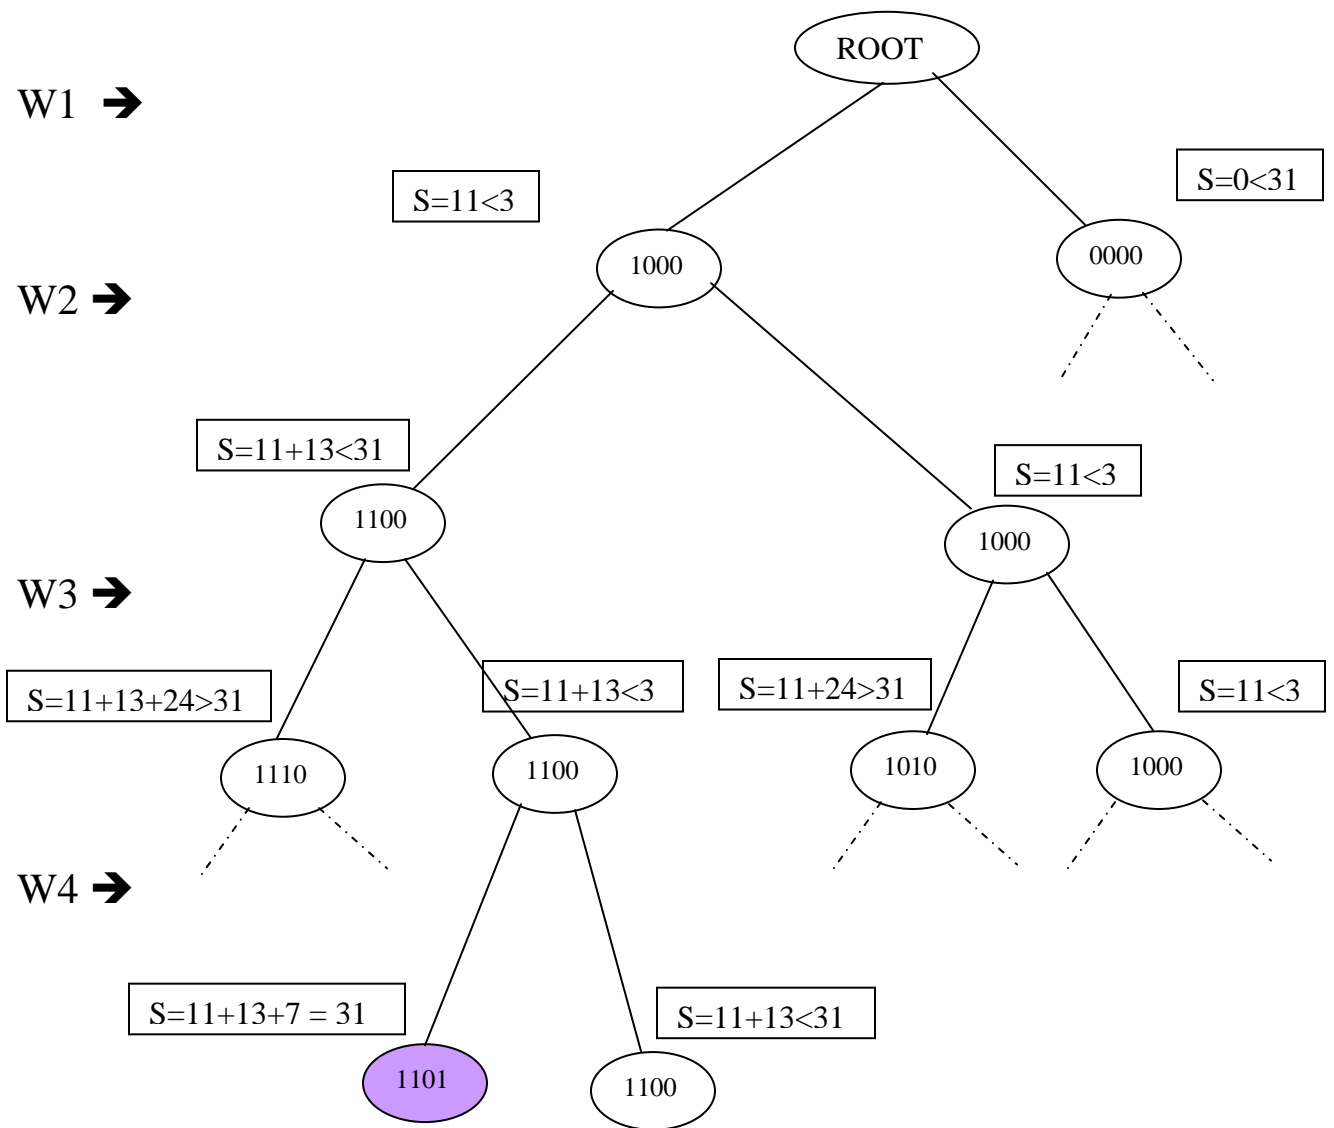 ROOT
W1 ➔
S=11<3
S=0<31
1000
0000
W2 ➔
S=11+13<31
S=11<3
1100
1000
W3 ➔
S=11+13+24>31
S=11+13<3
S=11+24>31
S=11<3
1110
1100
1010
1000
W4 ➔
S=11+13+7 = 31
S=11+13<31
1101
1100